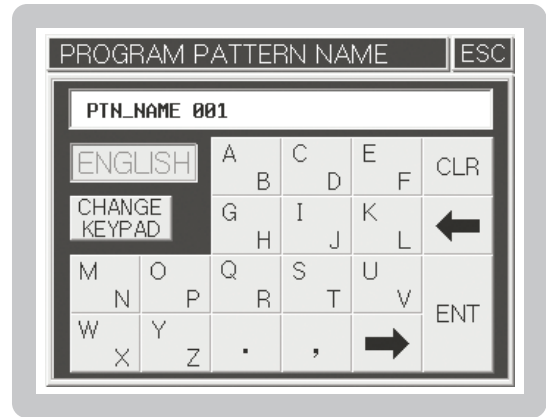 PROGRAM PATTERN NAME ESC
PTN_NAME 001
ENGLISH
A B C D E F CLR
CHANGE
KEYPAD
G H I J K L ←
M N O P Q R S T U V ENT
W X Y Z . , →